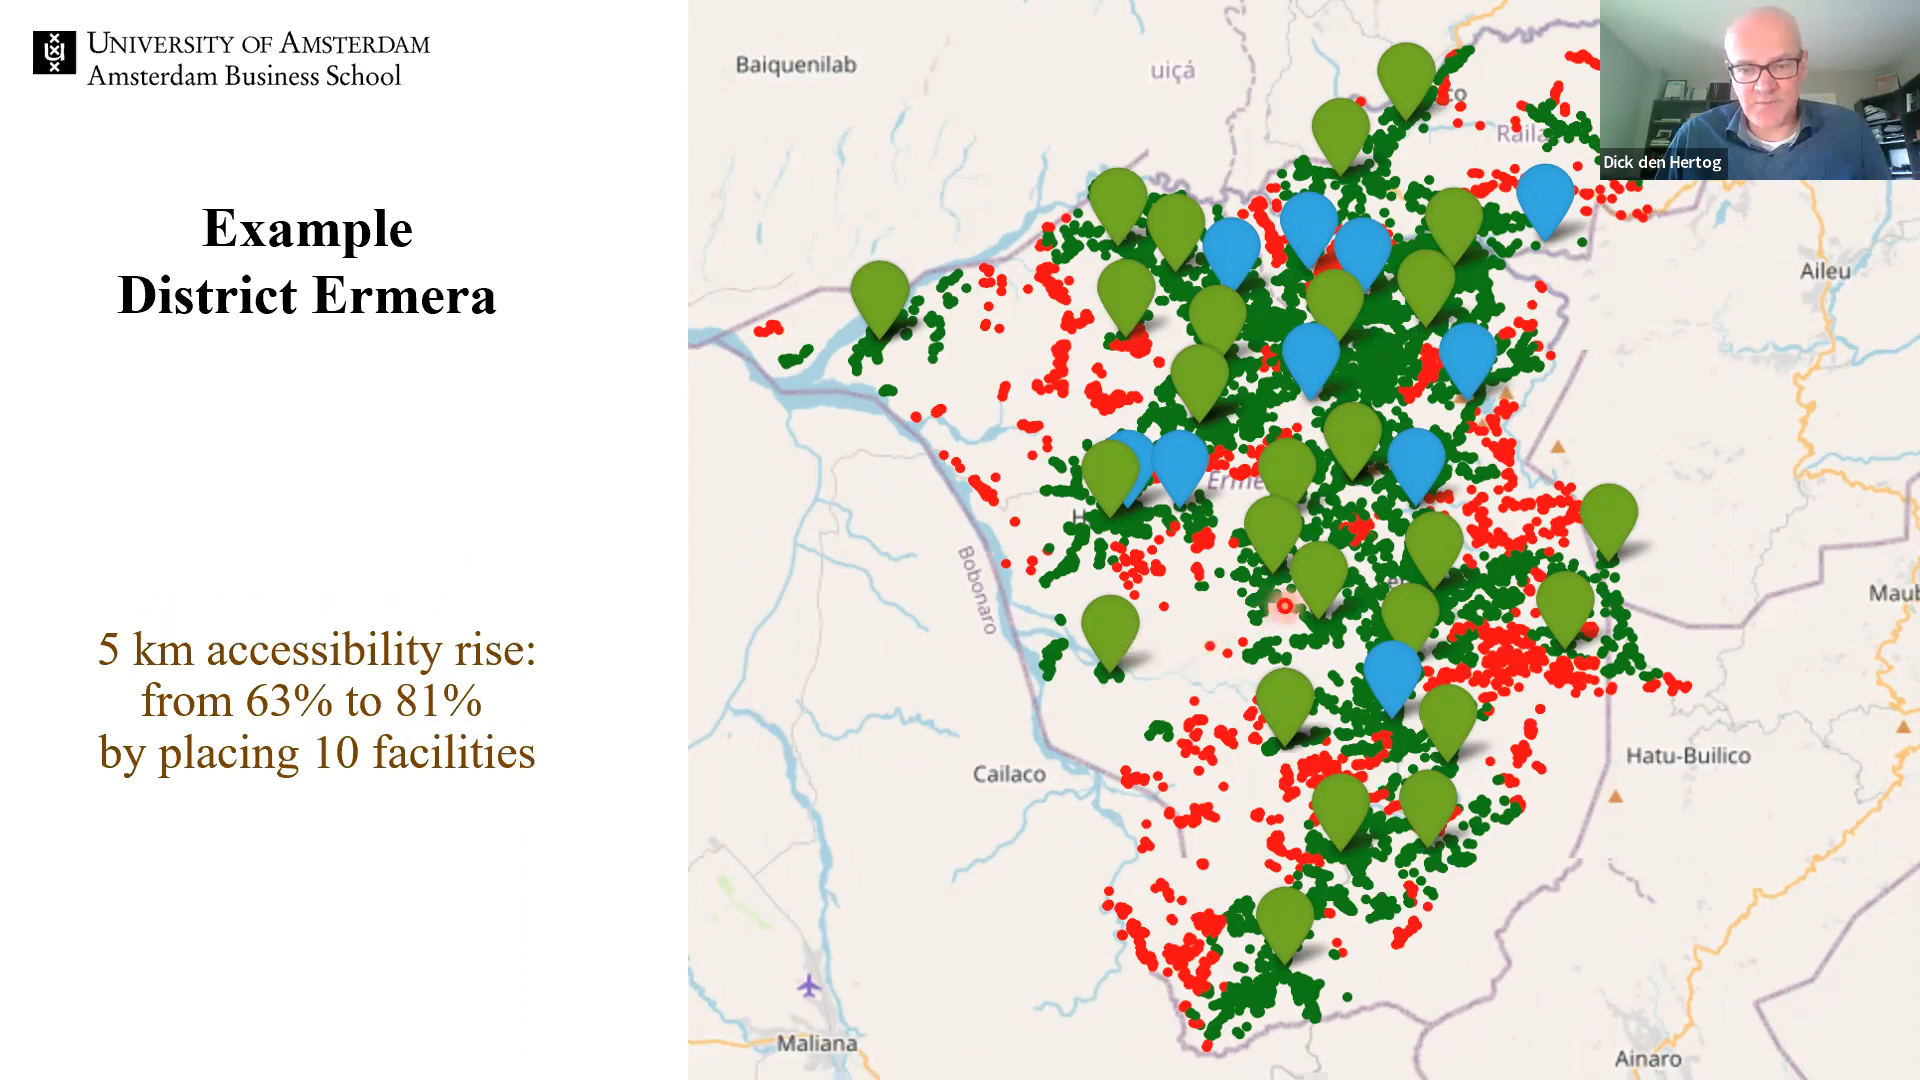 UNIVERSITY OF AMSTERDAM
Amsterdam Business School
Example
District Ermera
5 km accessibility rise:
from 63% to 81%
by placing 10 facilities
Baiquenilab
uiçá
Dick den Hertog
Aileu
Bobonaro
Maub
Hatu-Builico
Cailaco
Maliana
Ainaro